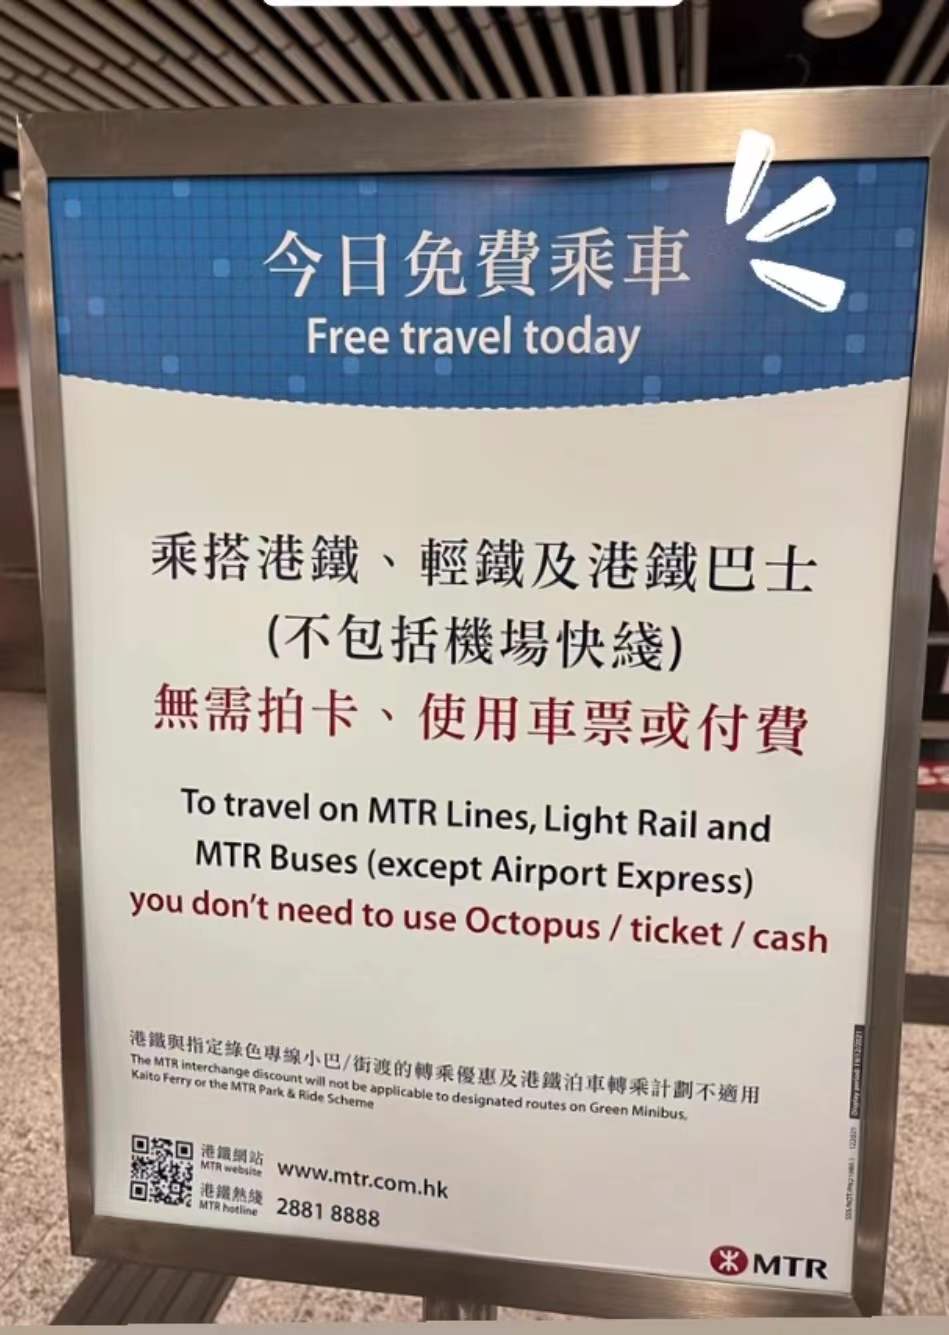 今日免費乘車
Free travel today
乘搭港鐵、輕鐵及港鐵巴士
(不包括機場快綫)
無需拍卡、使用車票或付費
To travel on MTR Lines, Light Rail and
MTR Buses (except Airport Express)
you don't need to use Octopus / ticket / cash
港鐵與指定綠色專線小巴/街渡的轉乘優惠及港鐵泊車轉乘計劃不適用
The MTR interchange discount will not be applicable to designated routes on Green Minibus,
Kaito Ferry or the MTR Park & Ride Scheme
港鐵網站
MTR website
www.mtr.com.hk
港鐵熱綫
MTR hotline
2881 8888
MTR
Display period: 19/12/2021